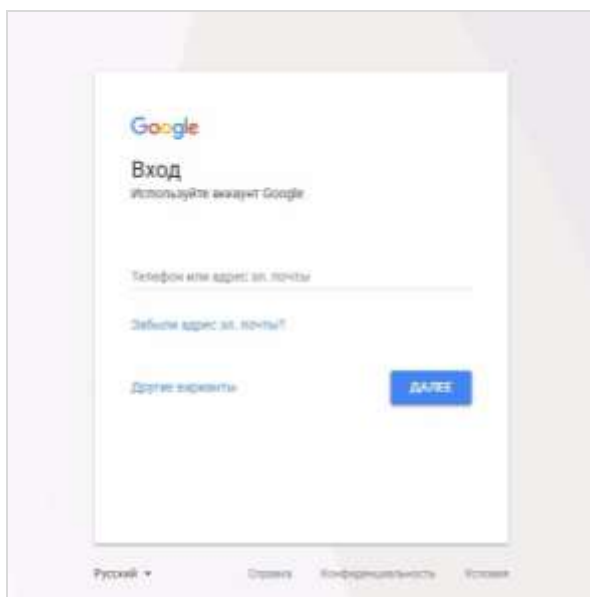 Google
Вход
Используйте аккаунт Google
Телефон или адрес эл. почты
Забыли адрес эл. почты?
Другие варианты
ДАЛЕЕ
Русский
Справка Конфиденциальность Условия